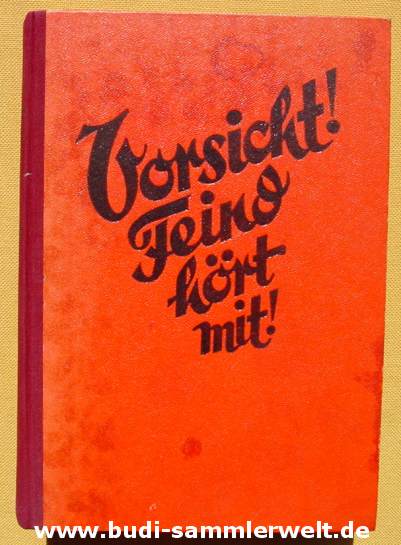 Vorsicht!
Feind
hört
mit!
www.budi-sammlerwelt.de